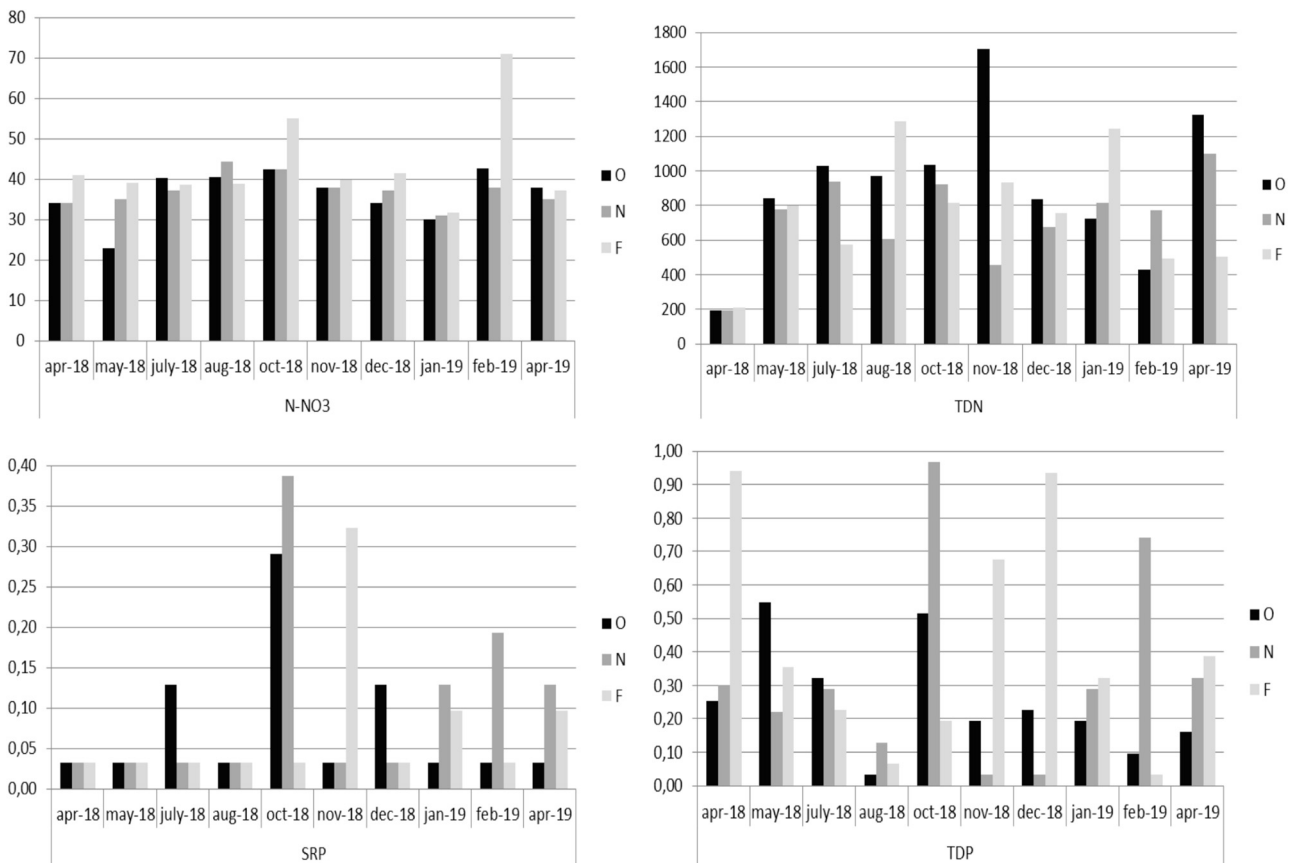 80
70
60
50
40
30
20
10
0
apr-18 may-18 july-18 aug-18 oct-18 nov-18 dec-18 jan-19 feb-19 apr-19
N-NO3
O
N
F
1800
1600
1400
1200
1000
800
600
400
200
0
apr-18 may-18 july-18 aug-18 oct-18 nov-18 dec-18 jan-19 feb-19 apr-19
TDN
O
N
F
0,40
0,35
0,30
0,25
0,20
0,15
0,10
0,05
0,00
apr-18 may-18 july-18 aug-18 oct-18 nov-18 dec-18 jan-19 feb-19 apr-19
SRP
O
N
F
1,00
0,90
0,80
0,70
0,60
0,50
0,40
0,30
0,20
0,10
0,00
apr-18 may-18 july-18 aug-18 oct-18 nov-18 dec-18 jan-19 feb-19 apr-19
TDP
O
N
F